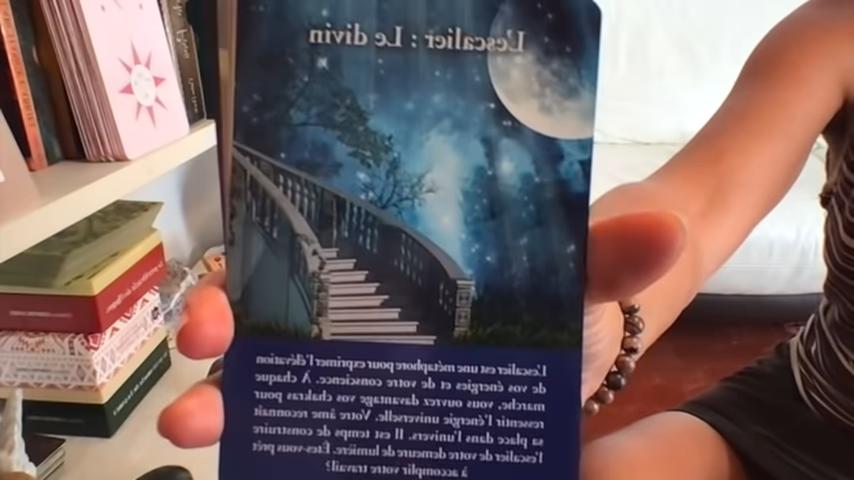 L'escalier : Le divin
L'escalier est une métaphore pour exprimer l'élévation
de vos énergies et de votre conscience. À chaque
marche, vous ouvrez davantage vos chakras pour
ressentir l'énergie universelle. Votre âme reconnaît
sa place dans l'univers. Il est temps de construire
l'escalier de votre demeure de lumière. Êtes-vous prêt
à accomplir votre travail?